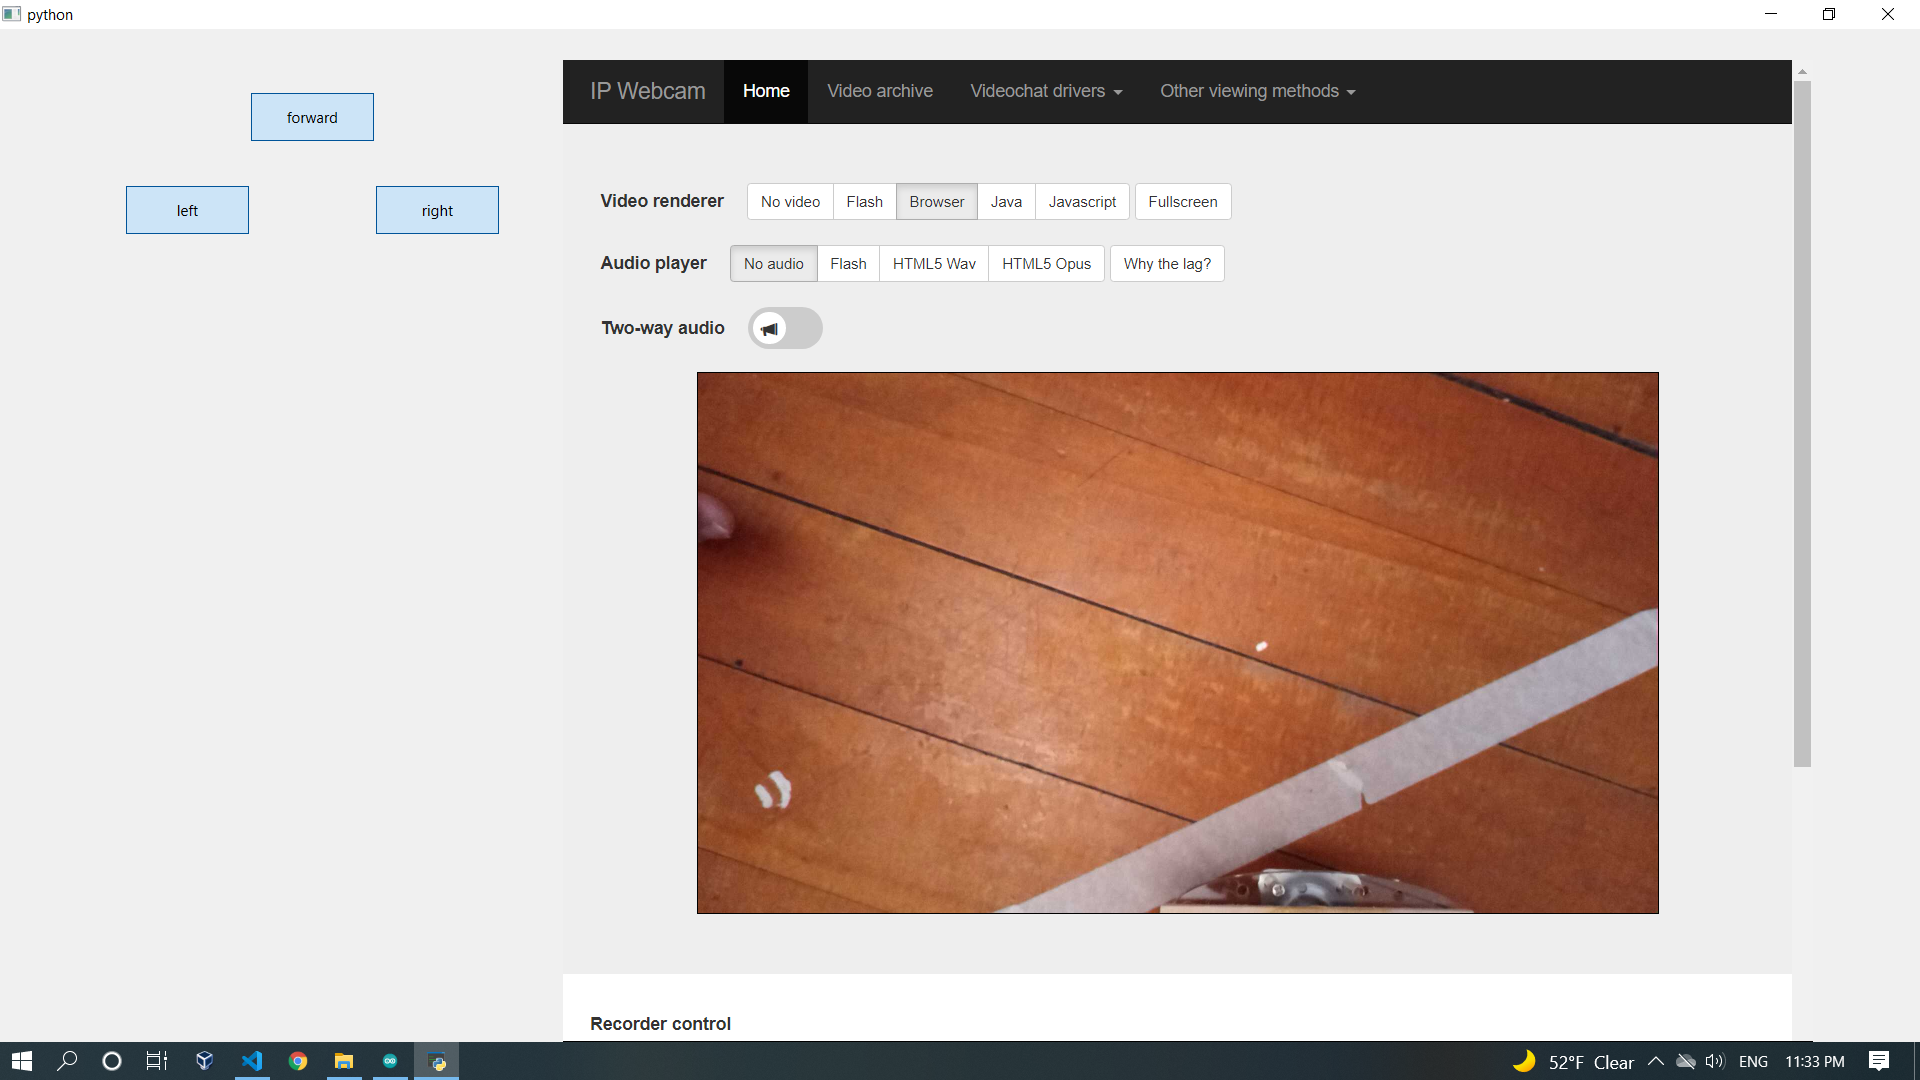 python
forward
left right
IP Webcam Home Video archive Videochat drivers Other viewing methods
Video renderer No video Flash Browser Java Javascript Fullscreen
Audio player No audio Flash HTML5 Wav HTML5 Opus Why the lag?
Two-way audio
Recorder control
52°F Clear ENG 11:33 PM